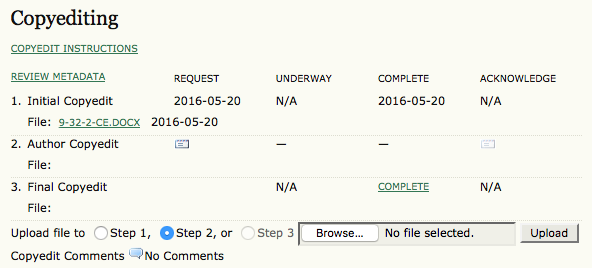 Copyediting
COPYEDIT INSTRUCTIONS
REVIEW METADATA REQUEST UNDERWAY COMPLETE ACKNOWLEDGE
1. Initial Copyedit 2016-05-20 N/A 2016-05-20 N/A
File: 9-32-2-CE.DOCX 2016-05-20
2. Author Copyedit — —
File:
3. Final Copyedit N/A COMPLETE N/A
File:
Upload file to Step 1, Step 2, or Step 3 Browse... No file selected. Upload
Copyedit Comments No Comments